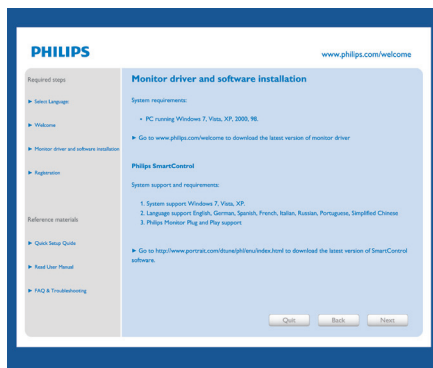 PHILIPS
www.philips.com/welcome
Required steps
Select Language
Welcome
Monitor driver and software installation
Registration
Reference materials
Quick Setup Guide
Read User Manual
FAQ & Troubleshooting
Monitor driver and software installation
System requirements:
• PC running Windows 7, Vista, XP, 2000, 98.
Go to www.philips.com/welcome to download the latest version of monitor driver
Philips SmartControl
System support and requirements:
1. System support Windows 7, Vista, XP.
2. Language support English, German, Spanish, French, Italian, Russian, Portuguese, Simplified Chinese
3. Philips Monitor Plug and Play support
Go to http://www.portrait.com/dtune/phl/enu/index.html to download the latest version of SmartControl
software.
Quit
Back
Next